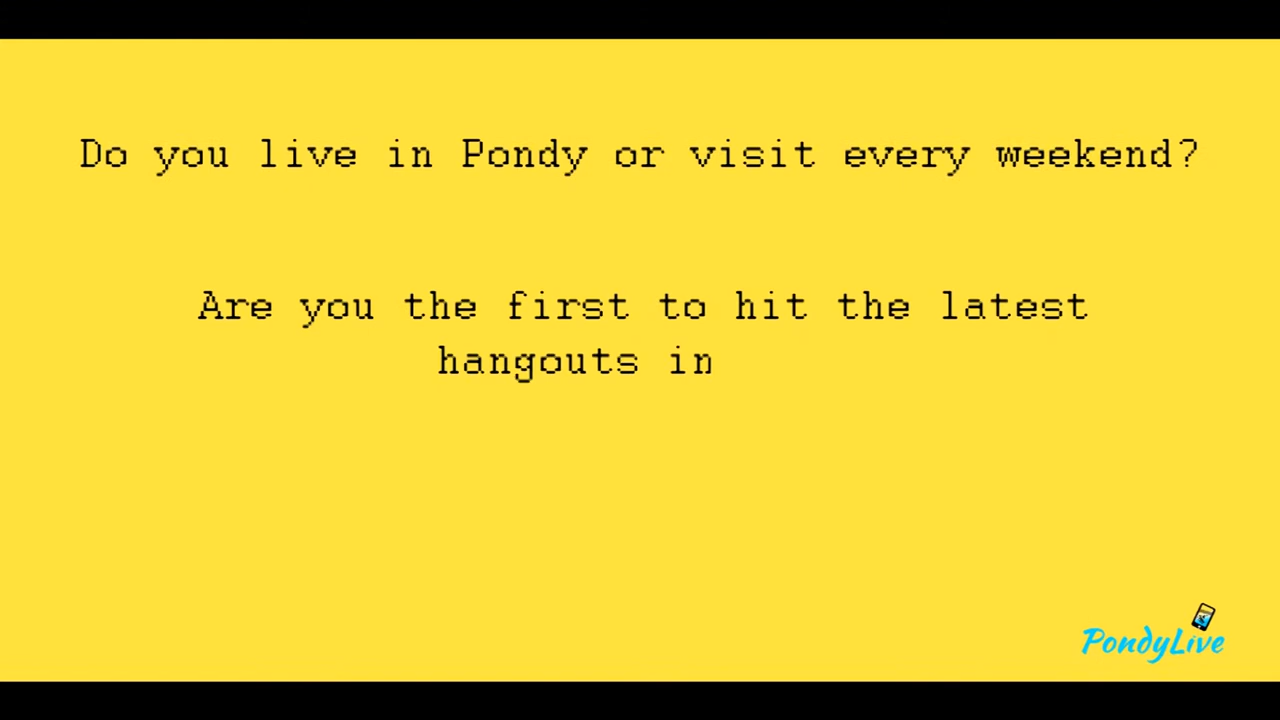 Do you live in Pondy or visit every weekend?
Are you the first to hit the latest
hangouts in
PondyLive